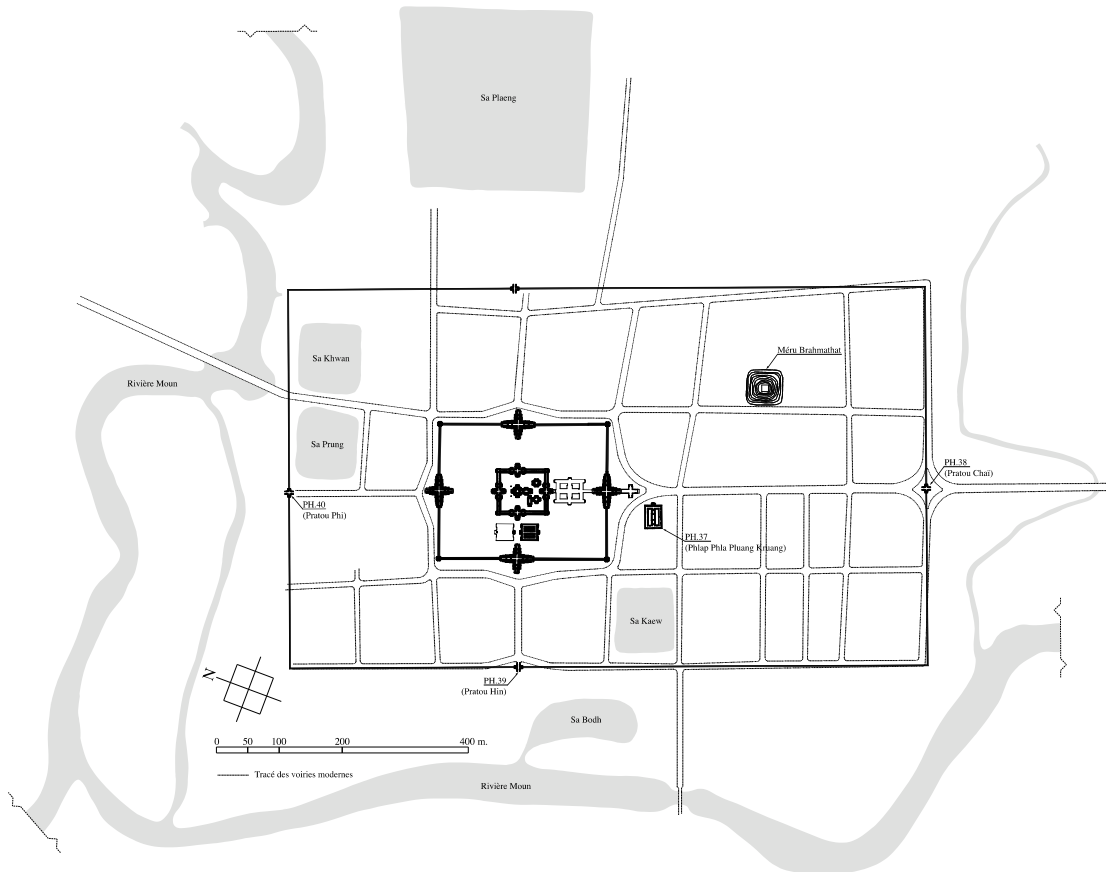 Sa Plaeng
Méru Brahmathat
Sa Khwan
Rivière Moun
Sa Prung
PH.38
(Pratou Chaï)
PH.40
(Pratou Phi)
PH.37
(Phlap Phla Pluang Kruang)
Sa Kaew
N
PH.39
(Pratou Hin)
Sa Bodh
0 50 100 200 400 m.
Tracé des voiries modernes
Rivière Moun